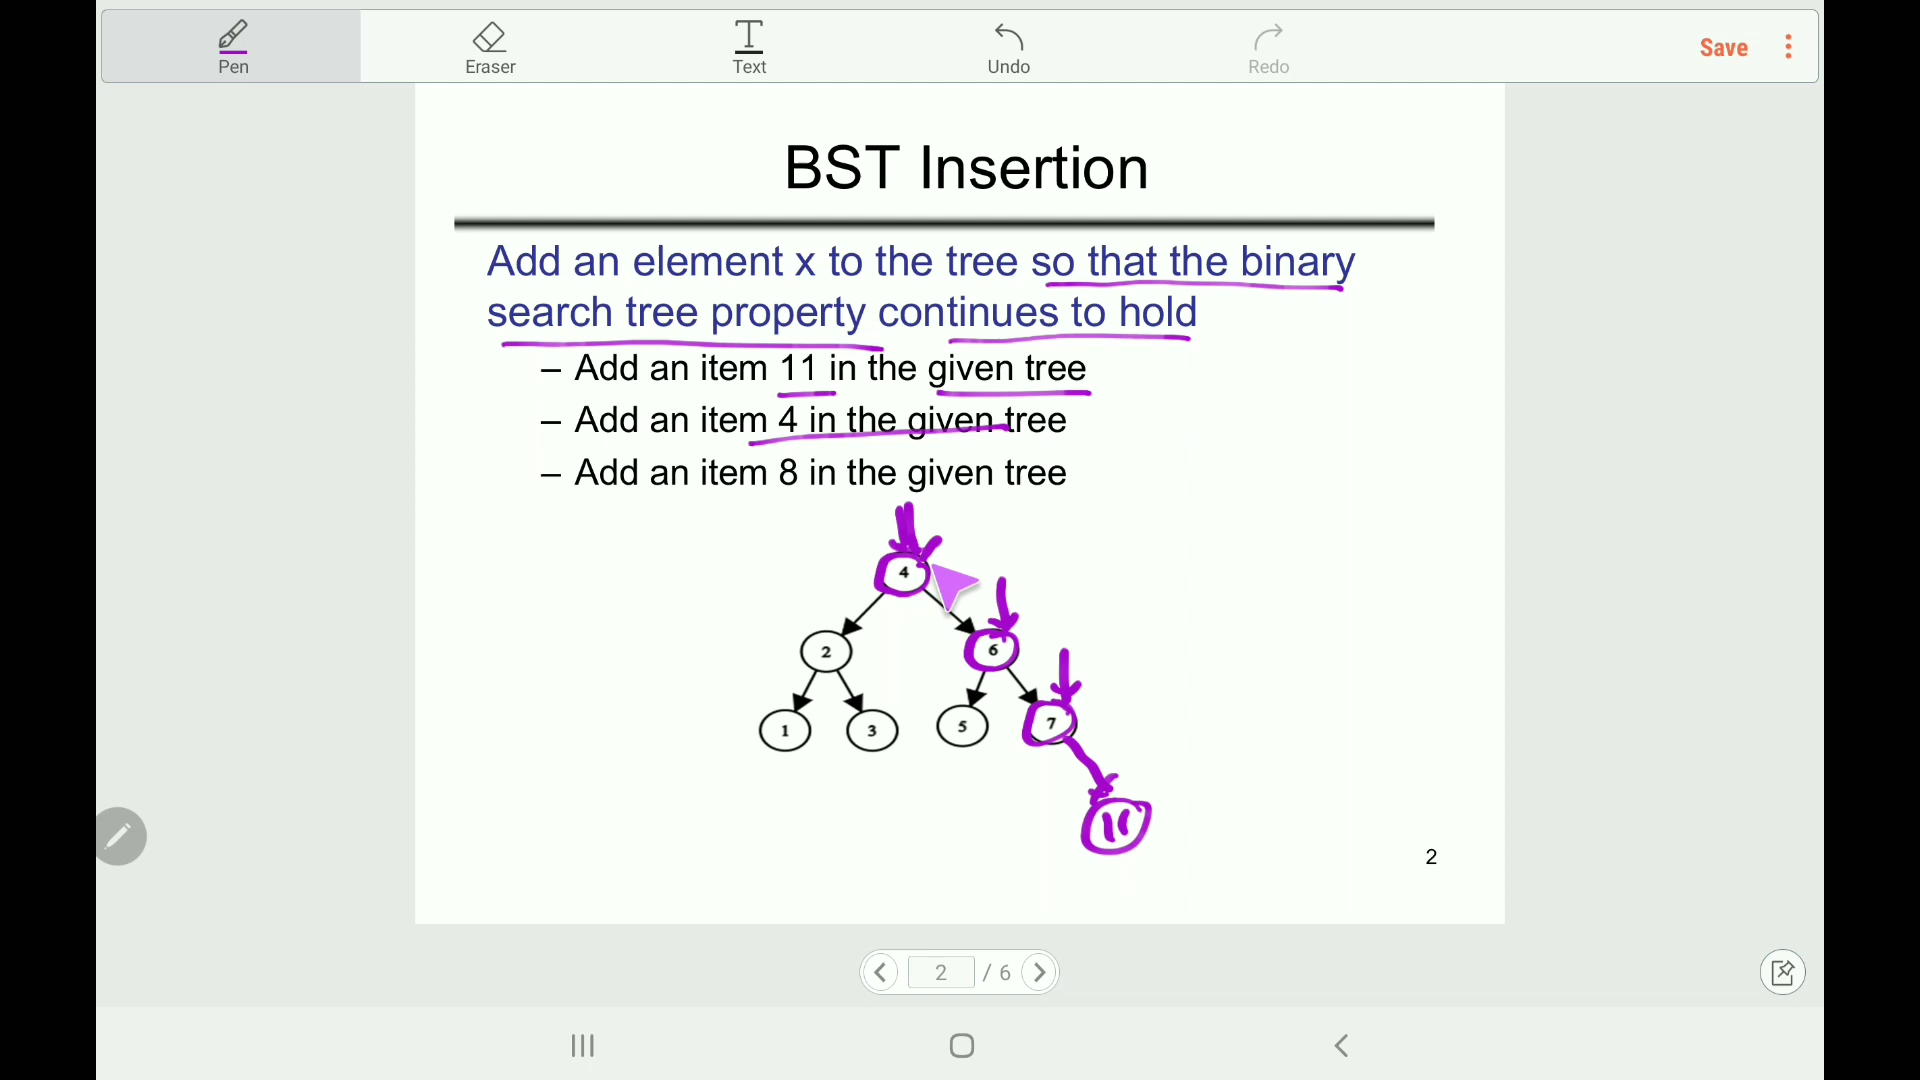 Pen
Eraser
Text
Undo
Redo
Save
BST Insertion
Add an element x to the tree so that the binary
search tree property continues to hold
– Add an item 11 in the given tree
– Add an item 4 in the given tree
– Add an item 8 in the given tree
4
2
6
1
3
5
7
11
2
2 / 6